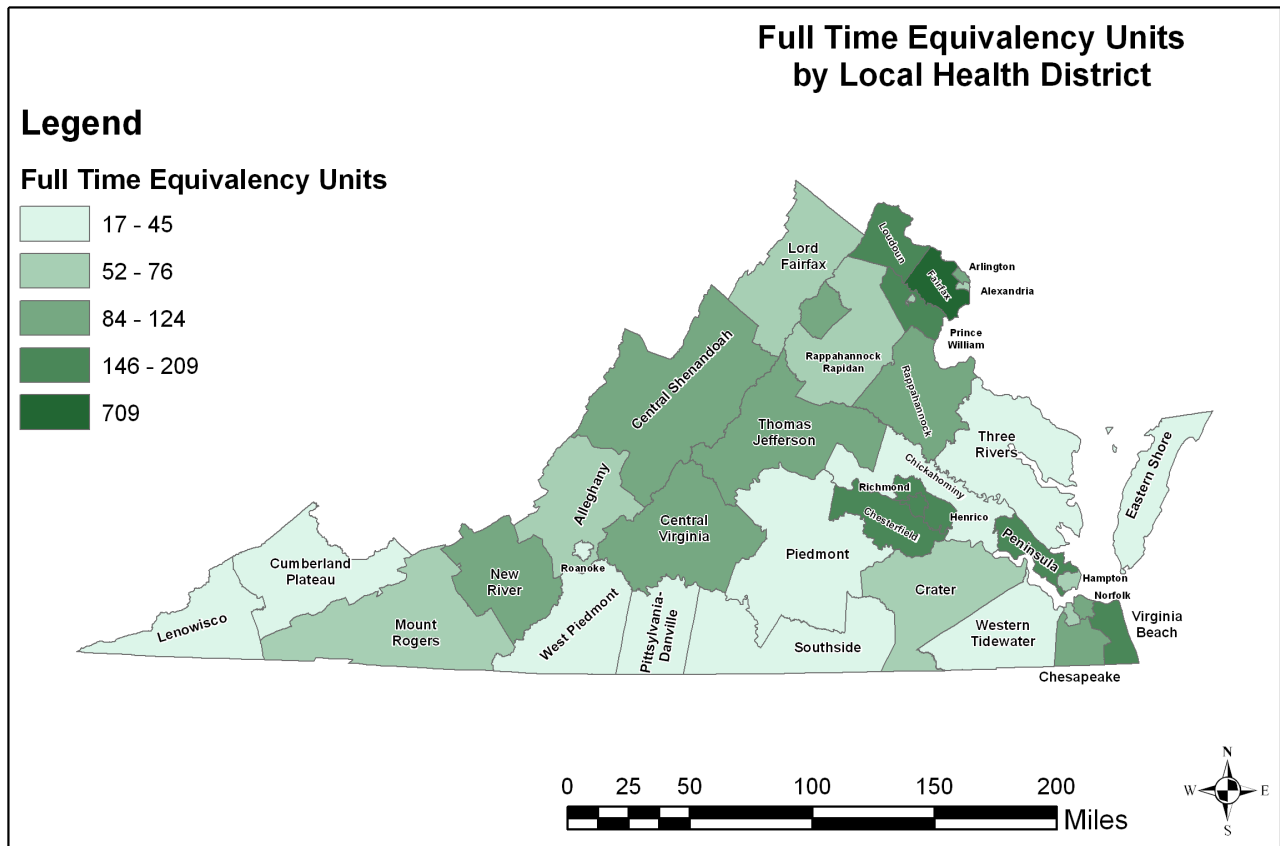 Full Time Equivalency Units
by Local Health District
Legend
Full Time Equivalency Units
17 - 45
52 - 76
84 - 124
146 - 209
709
Lord
Fairfax
Loudoun
Fairfax
Arlington
Alexandria
Prince
William
Rappahannock
Rapidan
Central Shenandoah
Rappahannock
Thomas
Jefferson
Three
Rivers
Eastern Shore
Chickahominy
Alleghany
Richmond
Henrico
Chesterfield
Central
Virginia
Piedmont
Peninsula
Cumberland
Plateau
Roanoke
New
River
Hampton
Norfolk
Crater
West Piedmont
Pittsylvania-
Danville
Lenowisco
Mount
Rogers
Southside
Western
Tidewater
Virginia
Beach
Chesapeake
0 25 50 100 150 200
Miles
N
W E
S